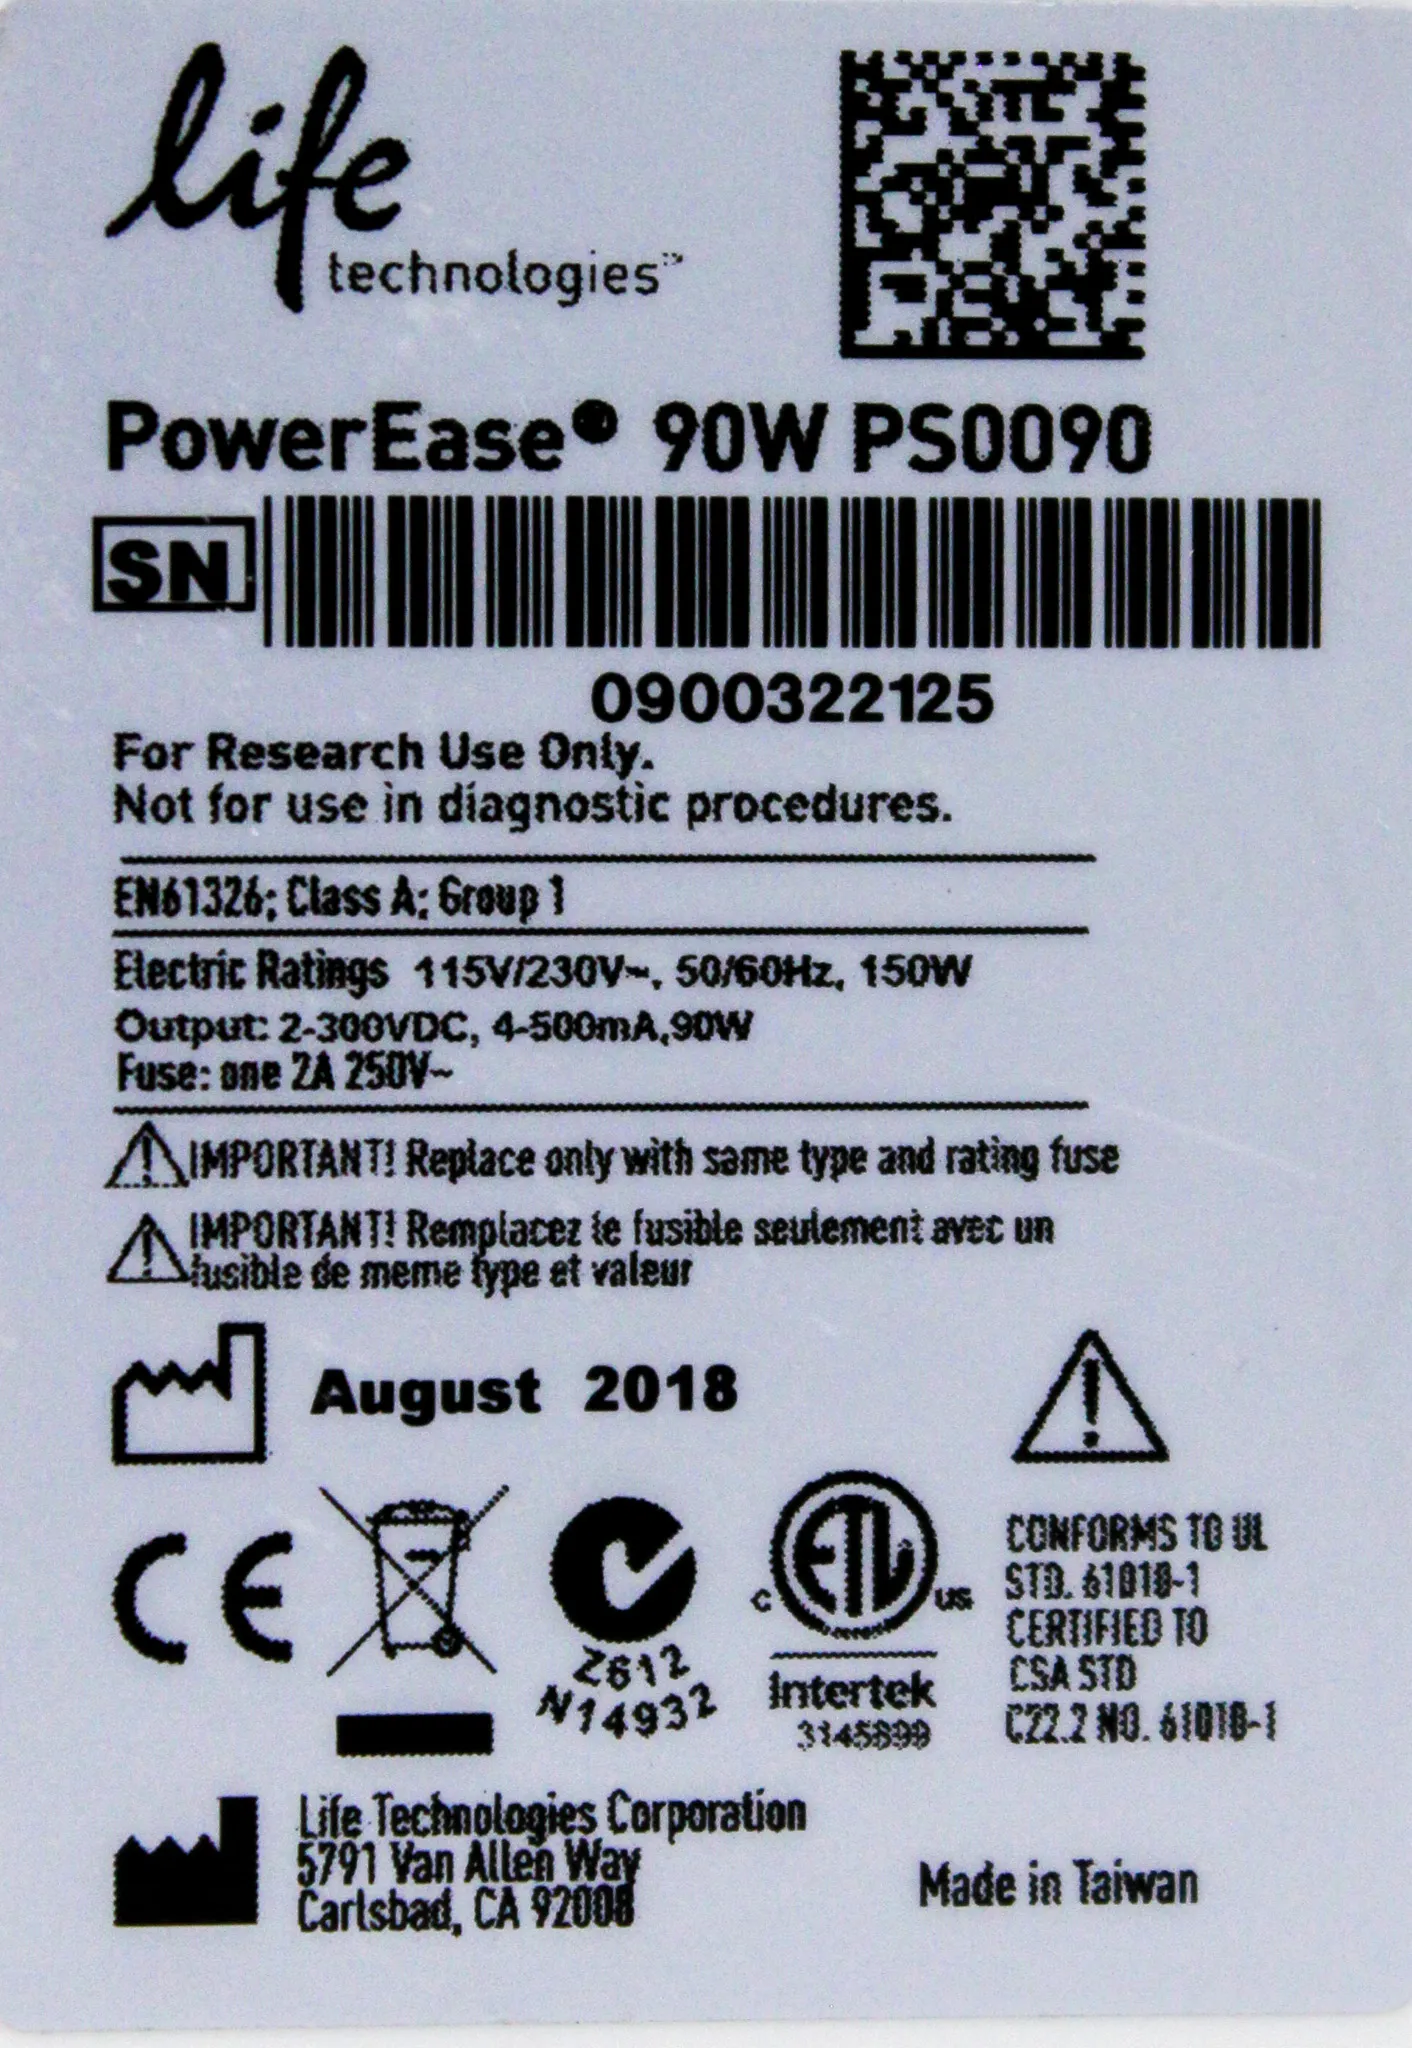 life
technologies™
PowerEase® 90W PS0090
SN
0900322125
For Research Use Only.
Not for use in diagnostic procedures.
EN61326; Class A; Group 1
Electric Ratings 115V/230V~, 50/60Hz, 150W
Output: 2-300VDC, 4-500mA,90W
Fuse: one 2A 250V~
IMPORTANT! Replace only with same type and rating fuse
IMPORTANT! Remplacez le fusible seulement avec un
fusible de meme type et valeur
August 2018
CE
Z612
N14932
C ETL US
Intertek
3145899
CONFORMS TO UL
STD. 61010-1
CERTIFIED TO
CSA STD
C22.2 NO. 61010-1
Life Technologies Corporation
5791 Van Allen Way
Carlsbad, CA 92008
Made in Taiwan